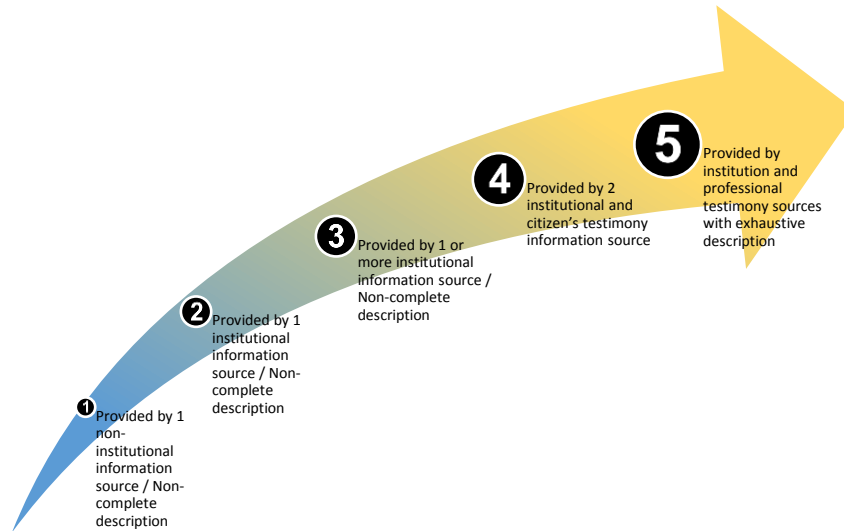 1
Provided by 1
non-
institutional
information
source / Non-
complete
description
2
Provided by 1
institutional
information
source / Non-
complete
description
3
Provided by 1 or
more institutional
information source /
Non-complete
description
4
Provided by 2
institutional and
citizen's testimony
information source
5
Provided by
institution and
professional
testimony sources
with exhaustive
description